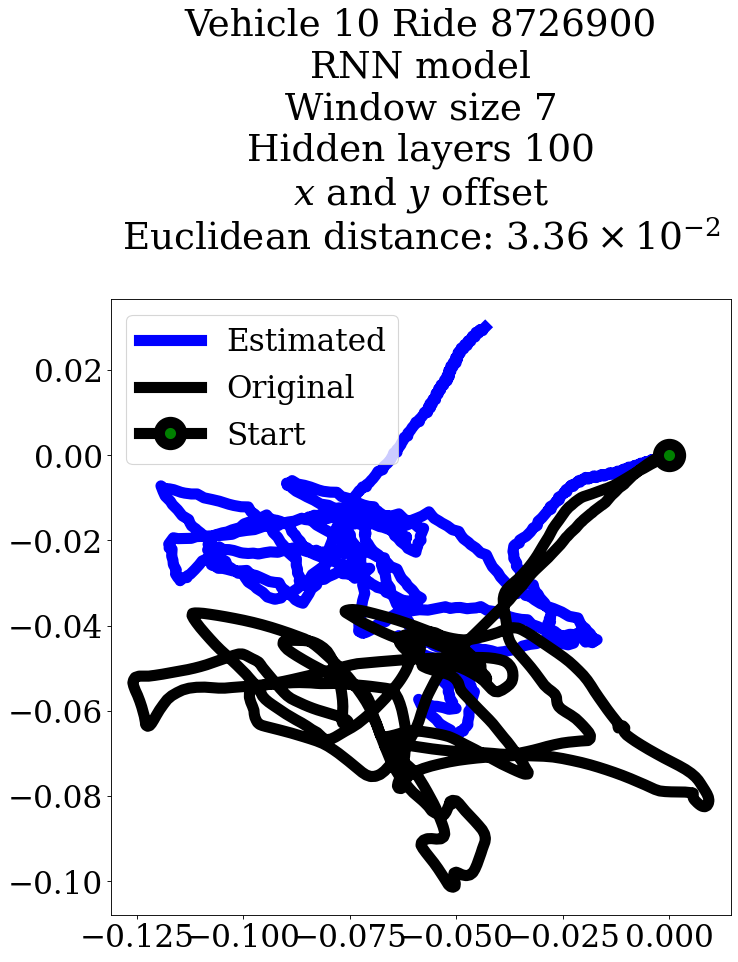 Vehicle 10 Ride 8726900
RNN model
Window size 7
Hidden layers 100
x and y offset
Euclidean distance: 3.36 × 10⁻²
Estimated
Original
Start
0.02
0.00
−0.02
−0.04
−0.06
−0.08
−0.10
−0.125 −0.100 −0.075 −0.050 −0.025 0.000